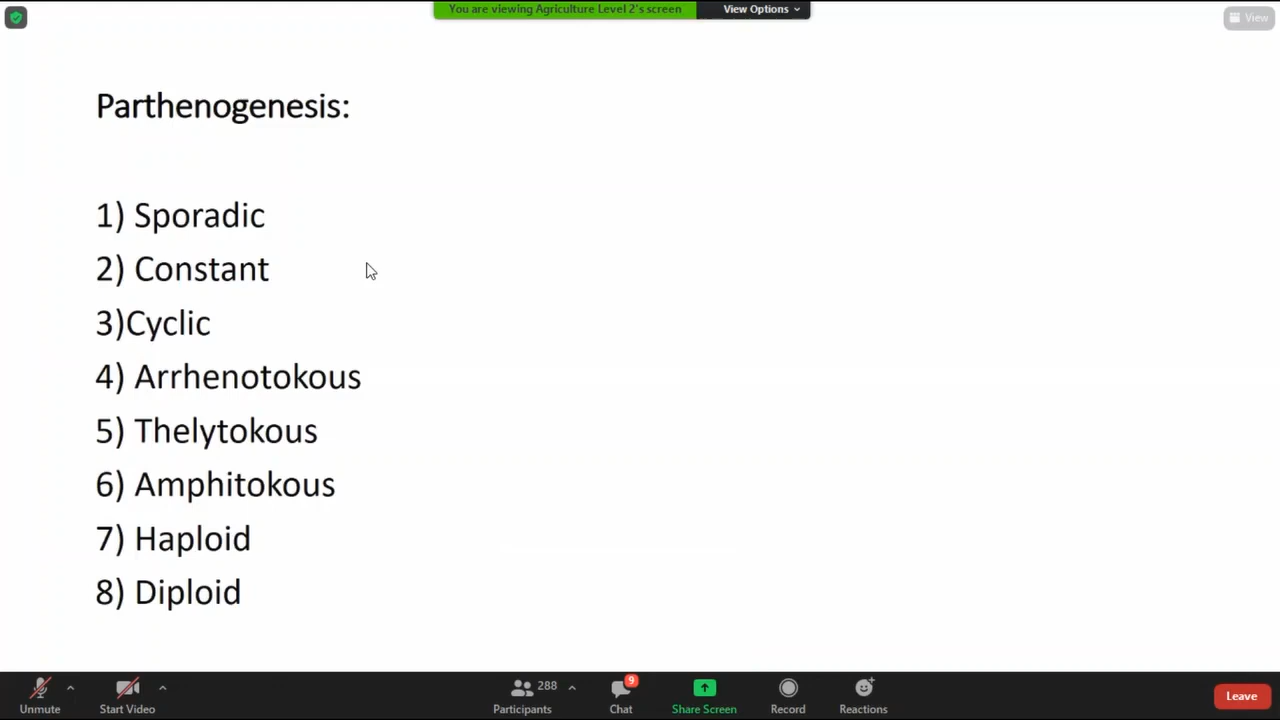 You are viewing Agriculture Level 2's screen
View Options
View
Parthenogenesis:
1) Sporadic
2) Constant
3)Cyclic
4) Arrhenotokous
5) Thelytokous
6) Amphitokous
7) Haploid
8) Diploid
288
9
Unmute
Start Video
Participants
Chat
Share Screen
Record
Reactions
Leave